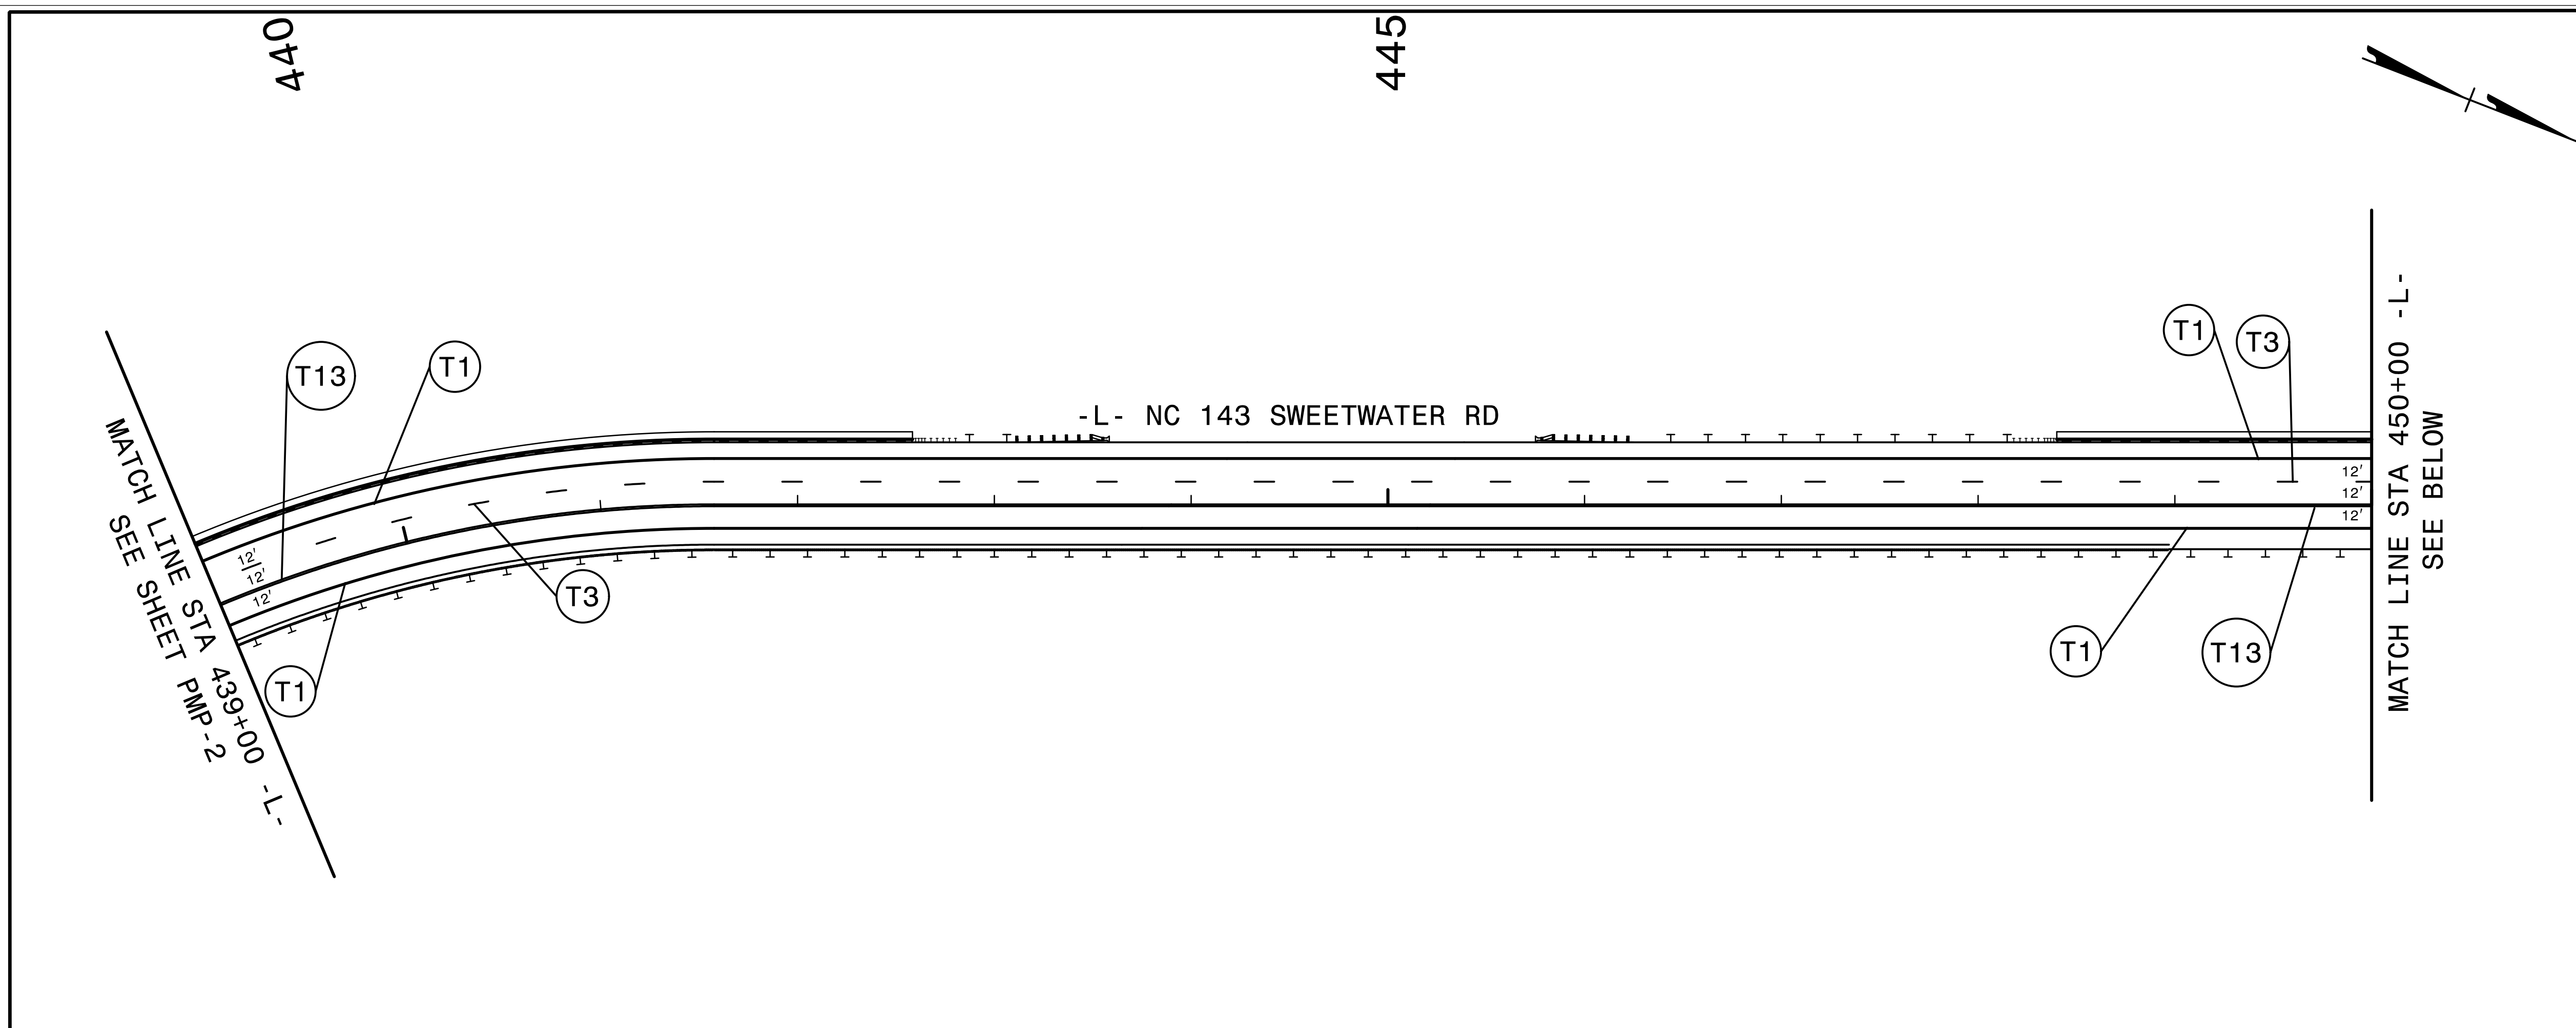 440
445
T13
T1
T1
T3
-L- NC 143 SWEETWATER RD
12'
12'
12'
12'
12'
12'
T3
T1
T1
T13
MATCH LINE STA 439+00 -L-
SEE SHEET PMP-2
MATCH LINE STA 450+00 -L-
SEE BELOW